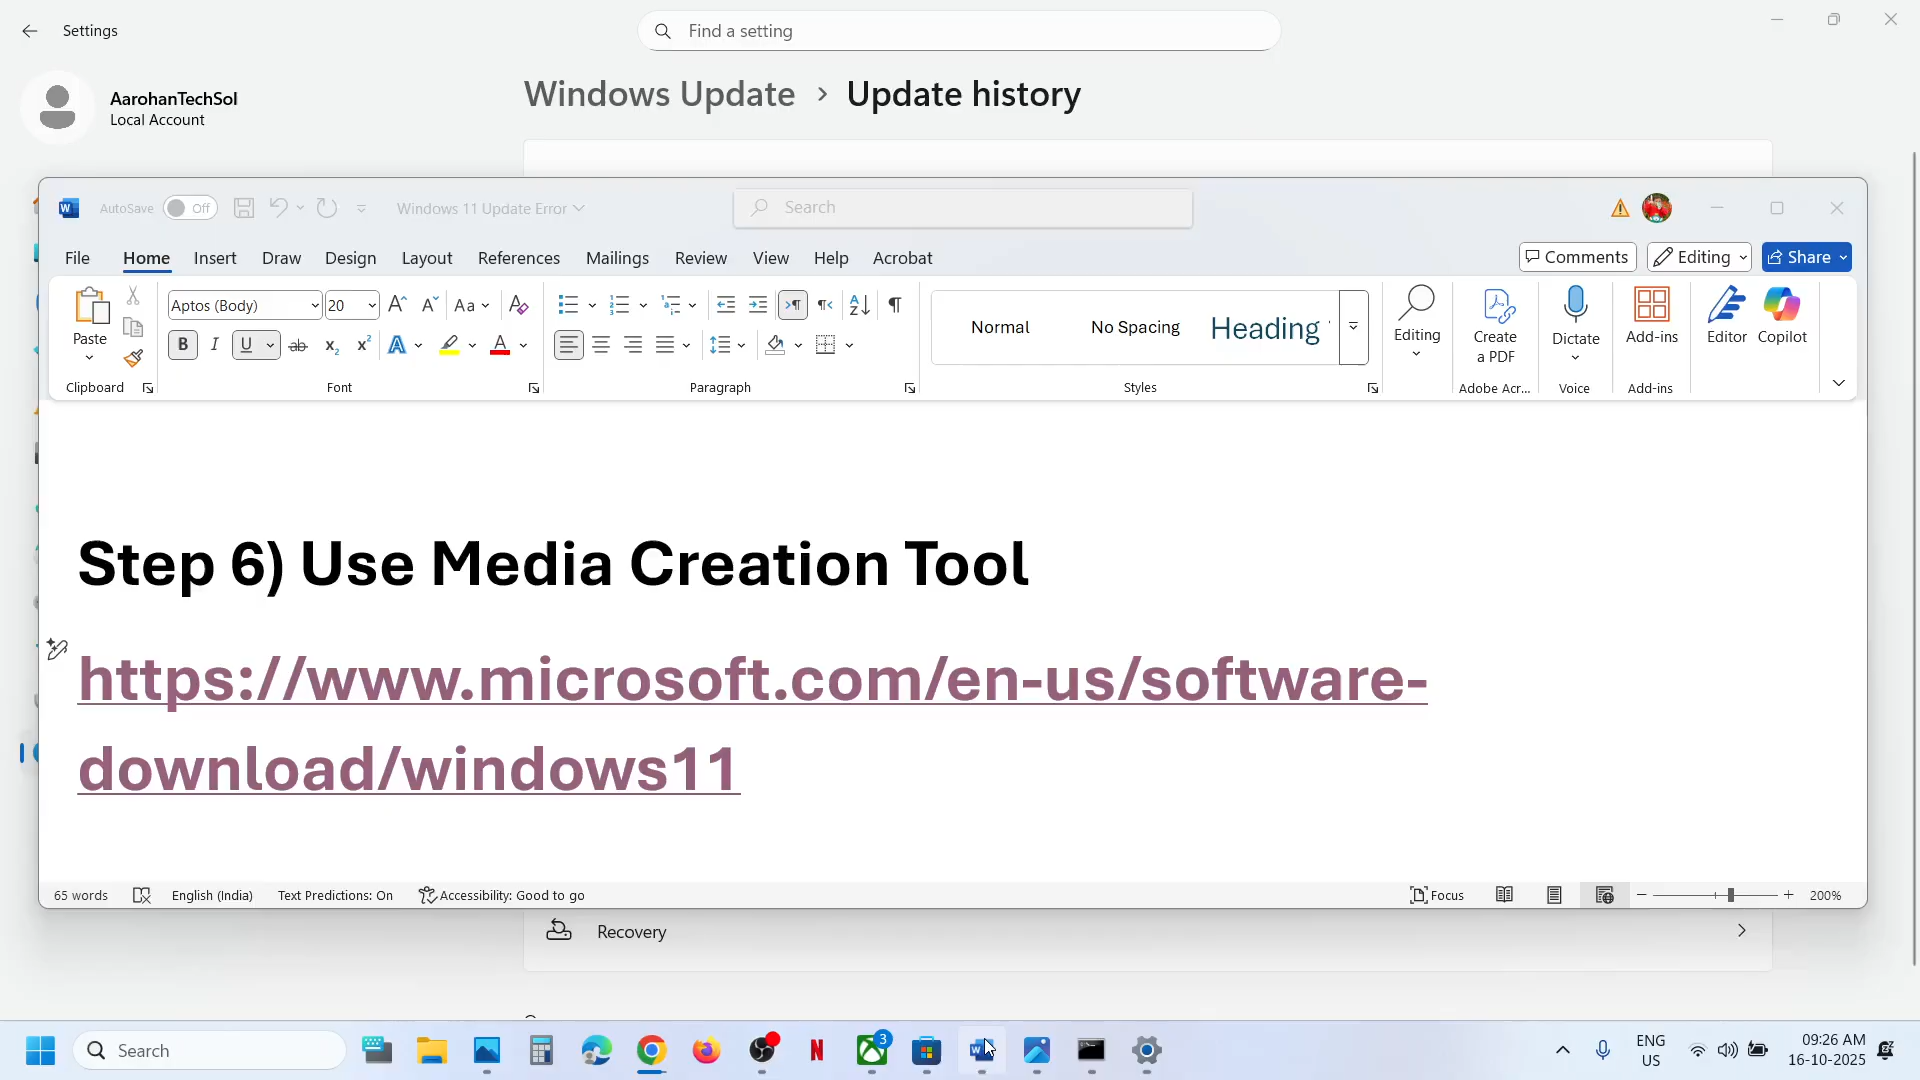 Settings
Find a setting
AarohanTechSol
Local Account
Windows Update > Update history
AutoSave Off
Windows 11 Update Error
Search
File Home Insert Draw Design Layout References Mailings Review View Help Acrobat
Comments Editing Share
Paste
Clipboard
Aptos (Body) 20
Font
Paragraph
Normal No Spacing Heading
Styles
Editing
Create a PDF
Adobe Acr...
Dictate
Voice
Add-ins
Add-ins
Editor
Copilot
Step 6) Use Media Creation Tool
https://www.microsoft.com/en-us/software-
download/windows11
65 words English (India) Text Predictions: On Accessibility: Good to go Focus 200%
Recovery
Search
3
ENG
US
09:26 AM
16-10-2025